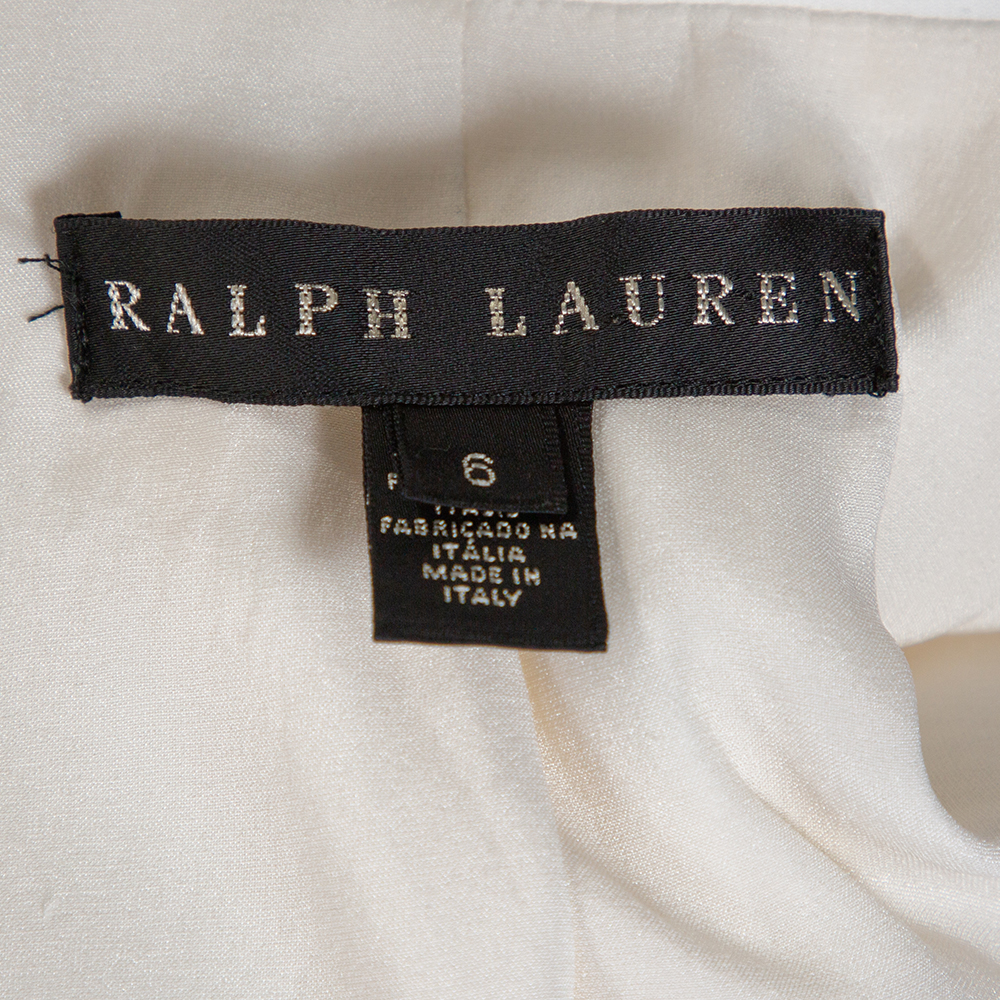 RALPH LAUREN
6
FABRICADO NA
ITÁLIA
MADE IN
ITALY